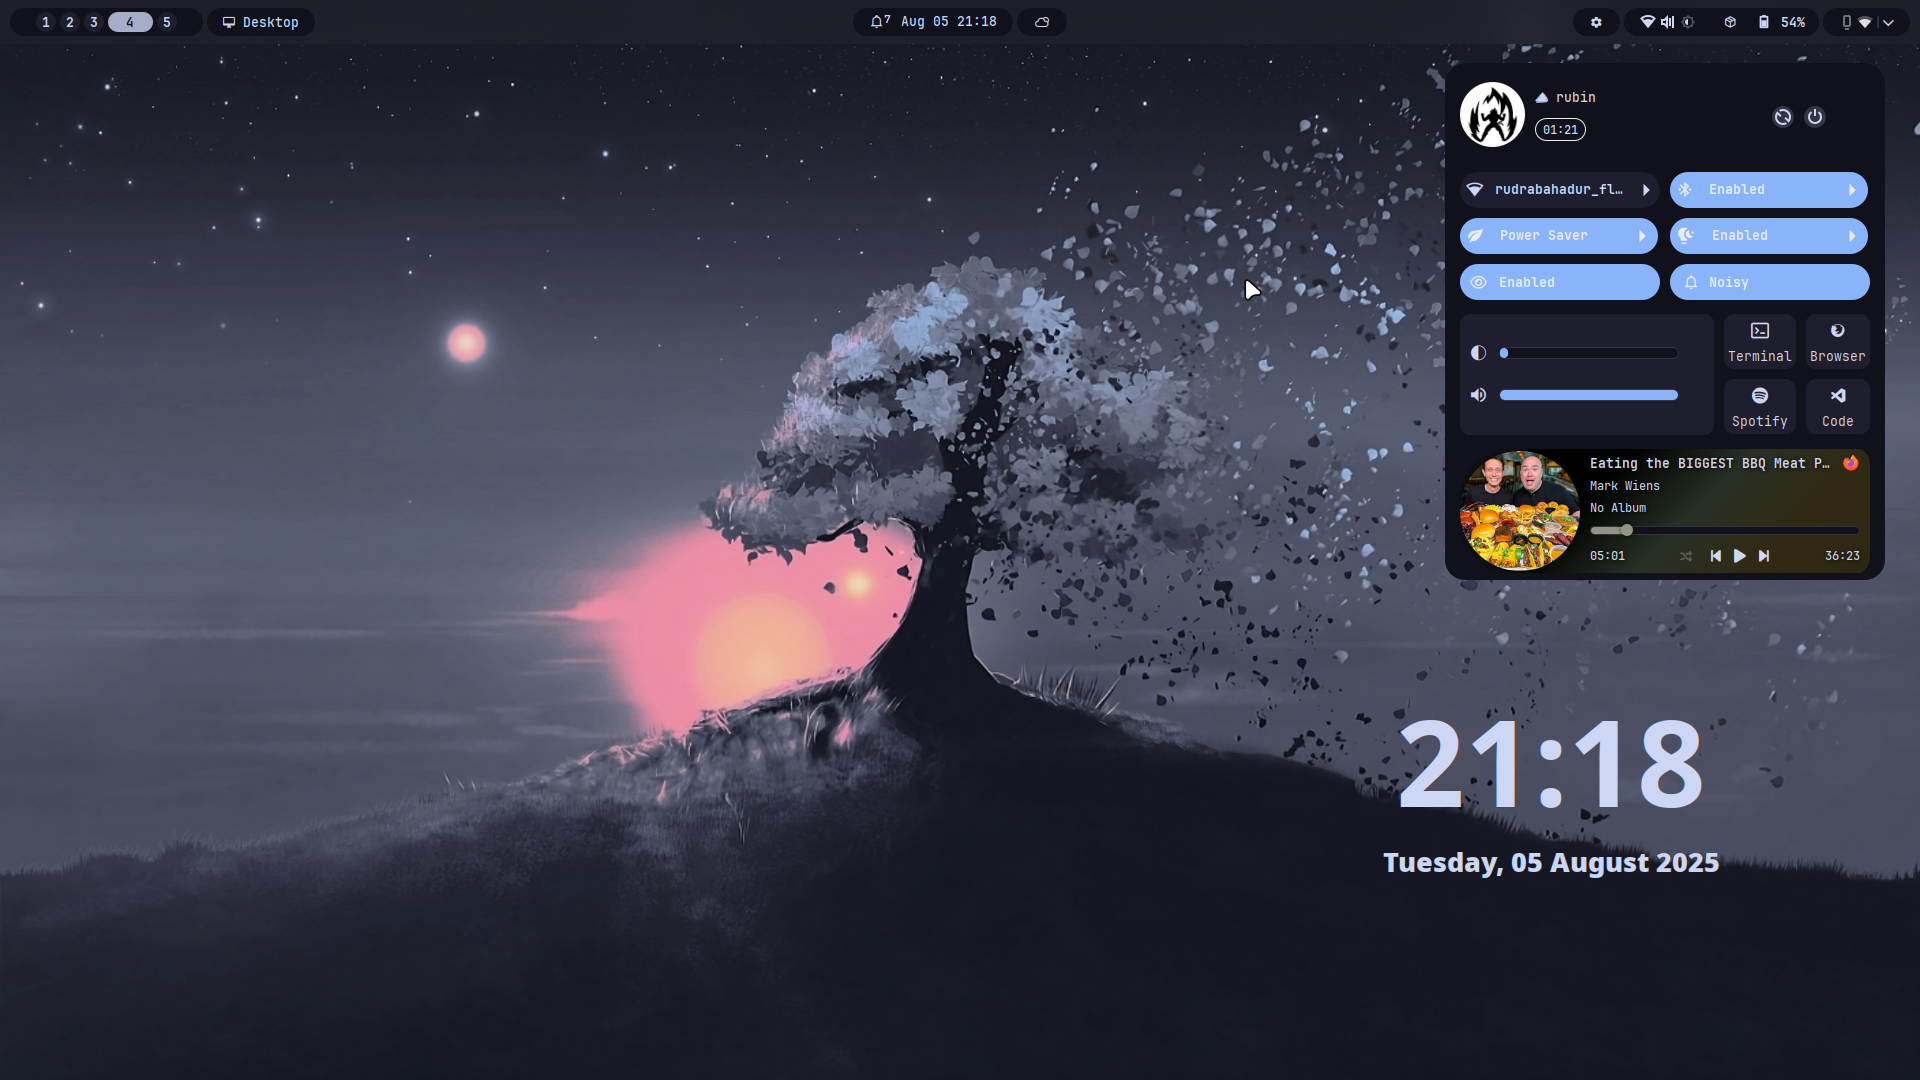 1 2 3 4 5
Desktop
7 Aug 05 21:18
54%
rubin
01:21
rudrabahadur_fl…
Enabled
Power Saver
Enabled
Enabled
Noisy
Terminal
Browser
Spotify
Code
Eating the BIGGEST BBQ Meat P…
Mark Wiens
No Album
05:01
36:23
21:18
Tuesday, 05 August 2025